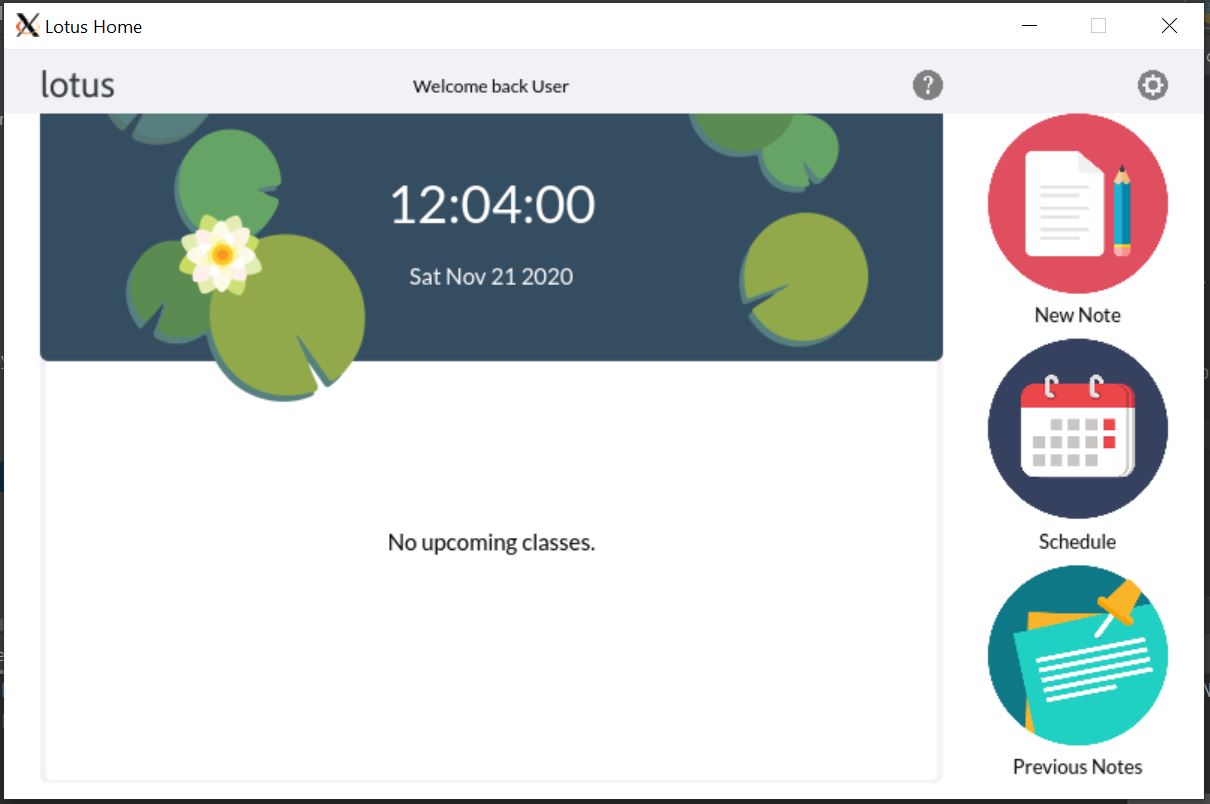 Lotus Home
lotus
Welcome back User
?
12:04:00
Sat Nov 21 2020
New Note
Schedule
No upcoming classes.
Previous Notes